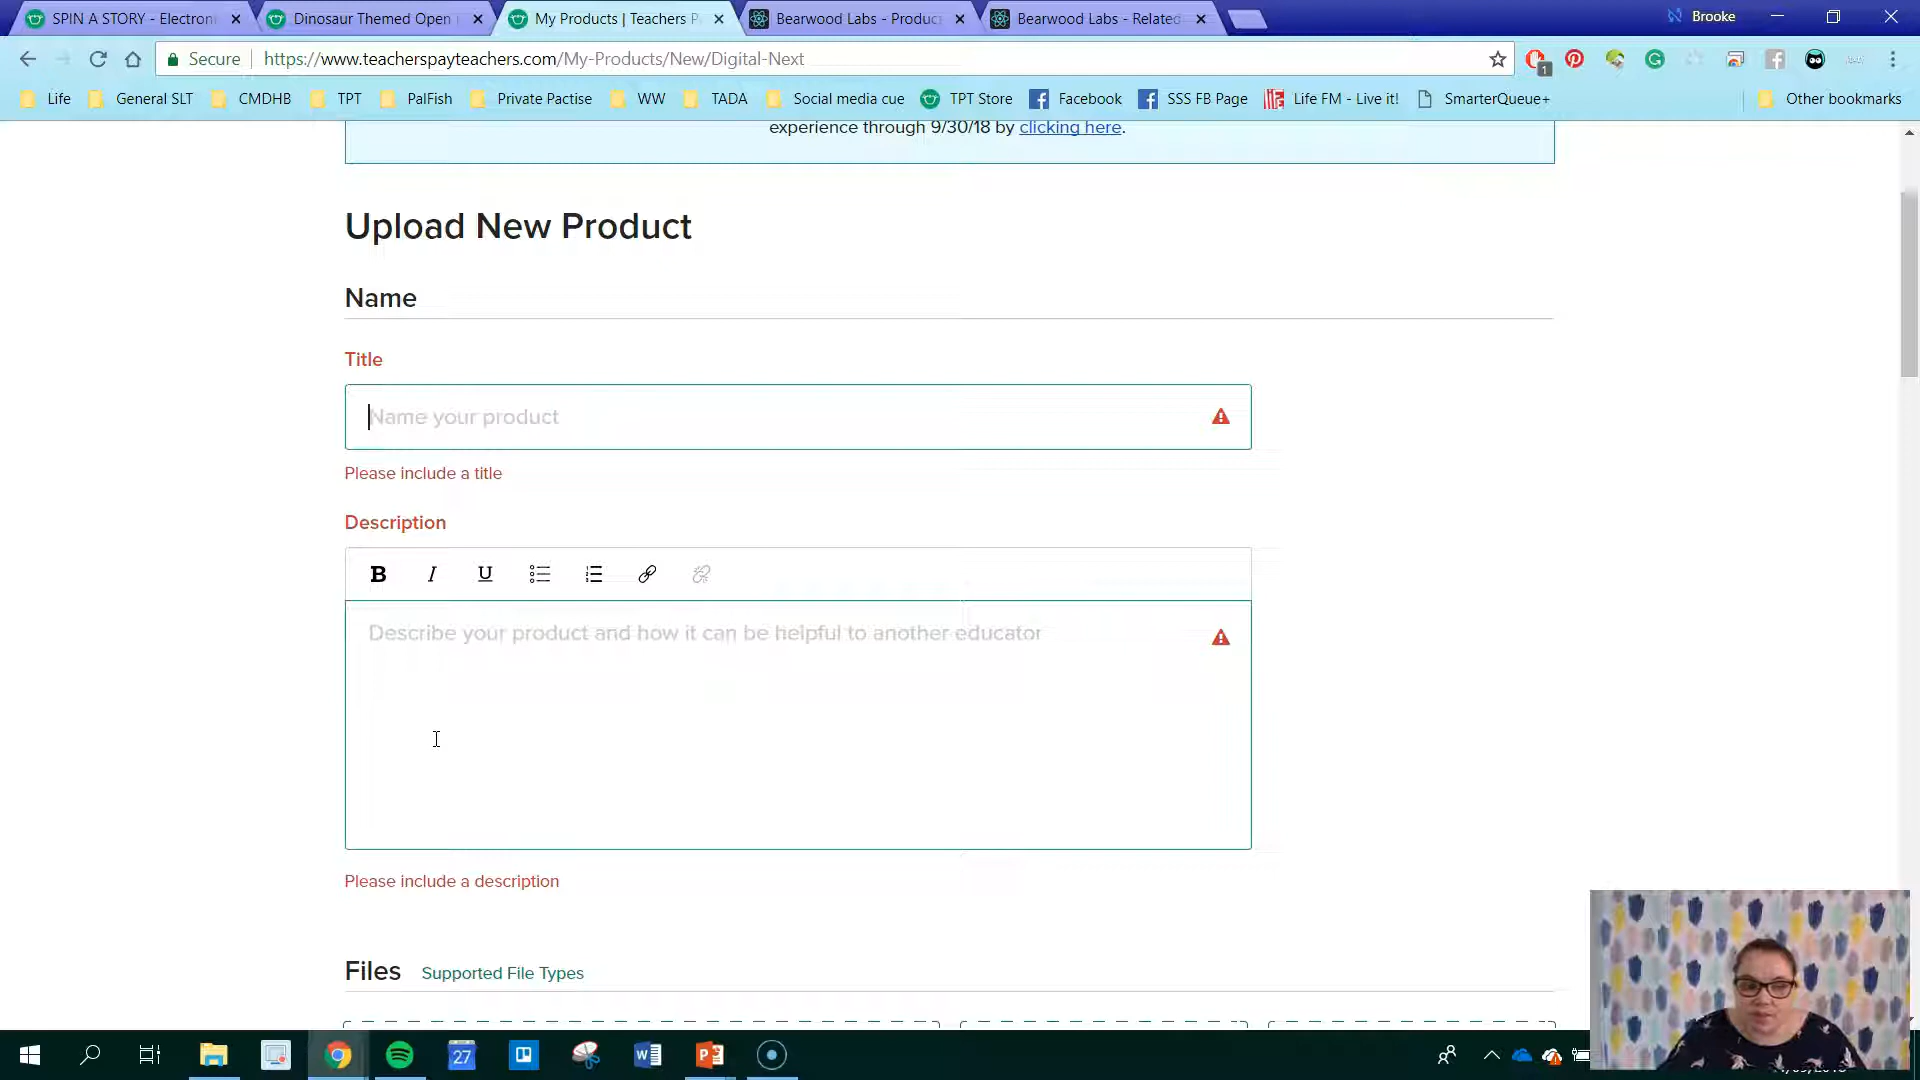 SPIN A STORY - Electroni
Dinosaur Themed Open
My Products | Teachers P
Bearwood Labs - Product
Bearwood Labs - Related
Brooke
Secure
https://www.teacherspayteachers.com/My-Products/New/Digital-Next
1
Life
General SLT
CMDHB
TPT
PalFish
Private Pactise
WW
TADA
Social media cue
TPT Store
Facebook
SSS FB Page
Life FM - Live it!
SmarterQueue+
Other bookmarks
experience through 9/30/18 by clicking here.
Upload New Product
Name
Title
Name your product
Please include a title
Description
B I U
Describe your product and how it can be helpful to another educator
Please include a description
Files Supported File Types
27